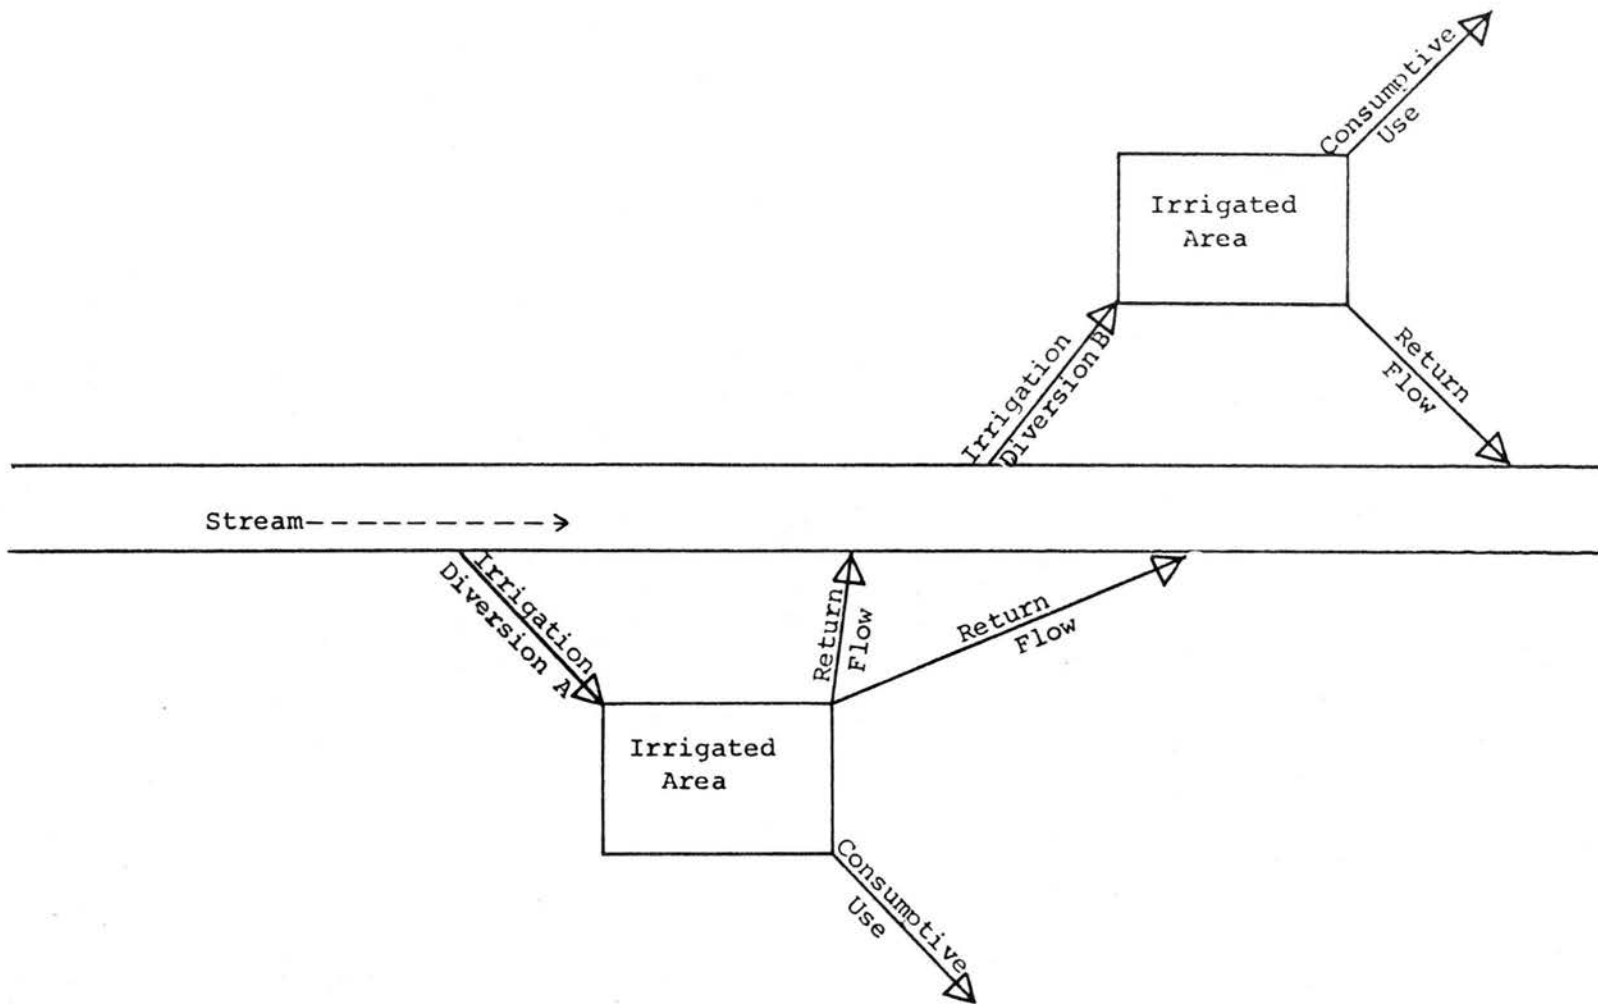 Consumptive
Use
Irrigated
Area
Irrigation
Diversion B
Return
Flow
Stream
Irrigation
Diversion A
Return
Flow
Return
Flow
Irrigated
Area
Consumptive
Use